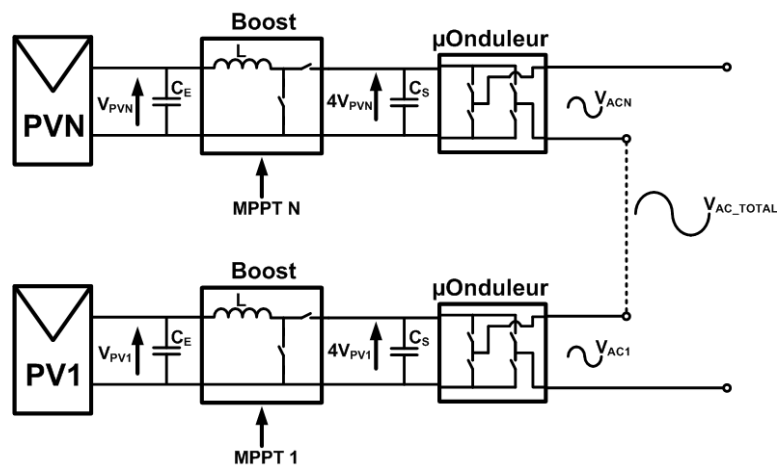 Boost
µOnduleur
L
PVN
V_PVN
C_E
4V_PVN
C_S
V_ACN
MPPT N
V_AC_TOTAL
Boost
µOnduleur
L
PV1
V_PV1
C_E
4V_PV1
C_S
V_AC1
MPPT 1